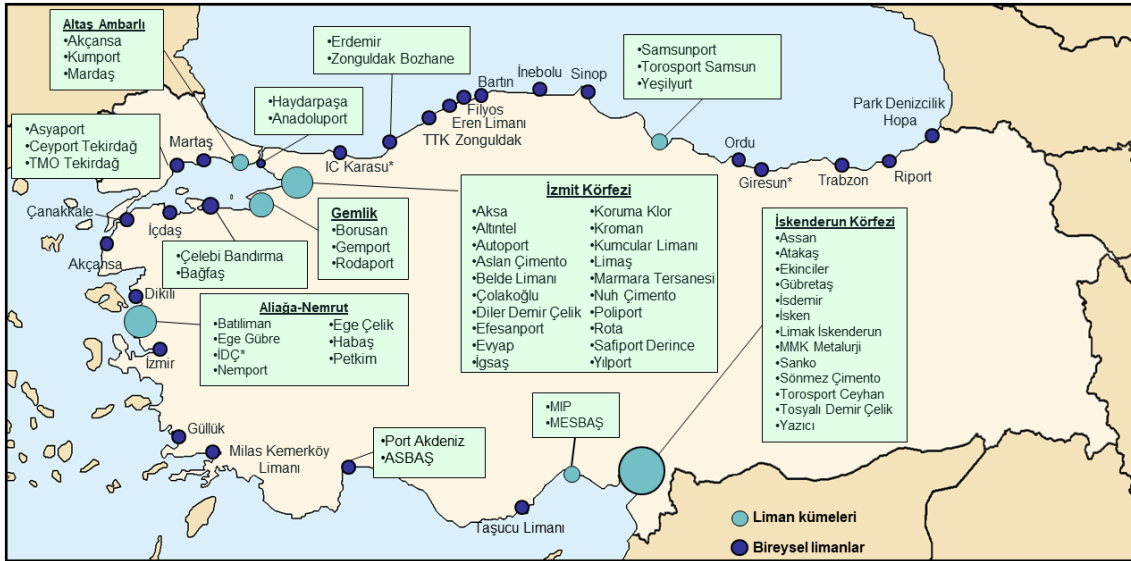 Altaş Ambarlı
•Akçansa
•Kumport
•Mardaş
•Erdemir
•Zonguldak Bozhane
•Samsunport
•Torosport Samsun
•Yeşilyurt
•Haydarpaşa
•Anadoluport
•Asyaport
•Ceyport Tekirdağ
•TMO Tekirdağ
Martaş
IC Karasu*
TTK Zonguldak
Eren Limanı
Filyos
Bartın
İnebolu
Sinop
Ordu
Giresun*
Trabzon
Riport
Park Denizcilik
Hopa
Çanakkale
İçdaş
Akçansa
•Çelebi Bandırma
•Bağfaş
Gemlik
•Borusan
•Gemport
•Rodaport
İzmit Körfezi
•Aksa
•Altıntel
•Autoport
•Aslan Çimento
•Belde Limanı
•Çolakoğlu
•Diler Demir Çelik
•Efesanport
•Evyap
•İgsaş
•Koruma Klor
•Kroman
•Kumcular Limanı
•Limaş
•Marmara Tersanesi
•Nuh Çimento
•Poliport
•Rota
•Safiport Derince
•Yılport
İskenderun Körfezi
•Assan
•Atakaş
•Ekinciler
•Gübretaş
•İsdemir
•İsken
•Limak İskenderun
•MMK Metalurji
•Sanko
•Sönmez Çimento
•Torosport Ceyhan
•Tosyalı Demir Çelik
•Yazıcı
Dikili
Aliağa-Nemrut
•Batıliman
•Ege Gübre
•İDÇ*
•Nemport
•Ege Çelik
•Habaş
•Petkim
İzmir
Güllük
Milas Kemerköy
Limanı
•Port Akdeniz
•ASBAŞ
•MIP
•MESBAŞ
Taşucu Limanı
Liman kümeleri
Bireysel limanlar